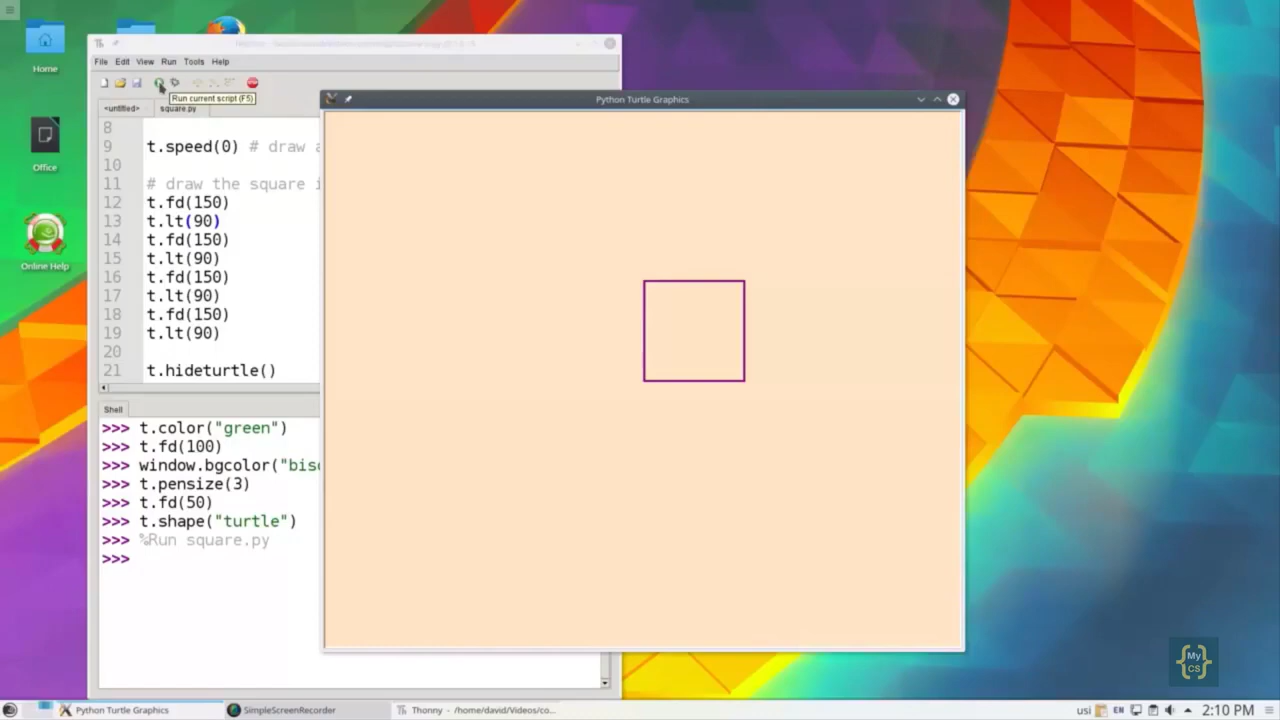 Home
Office
Online Help
File Edit View Run Tools Help
Run current script (F5)
<untitled> square.py
8
9 t.speed(0) # draw a
10
11 # draw the square i
12 t.fd(150)
13 t.lt(90)
14 t.fd(150)
15 t.lt(90)
16 t.fd(150)
17 t.lt(90)
18 t.fd(150)
19 t.lt(90)
20
21 t.hideturtle()
Shell
>>> t.color("green")
>>> t.fd(100)
>>> window.bgcolor("bisc
>>> t.pensize(3)
>>> t.fd(50)
>>> t.shape("turtle")
>>> %Run square.py
>>>
Python Turtle Graphics
{My
CS}
Python Turtle Graphics
SimpleScreenRecorder
Thonny - /home/david/Videos/co...
usi EN 2:10 PM